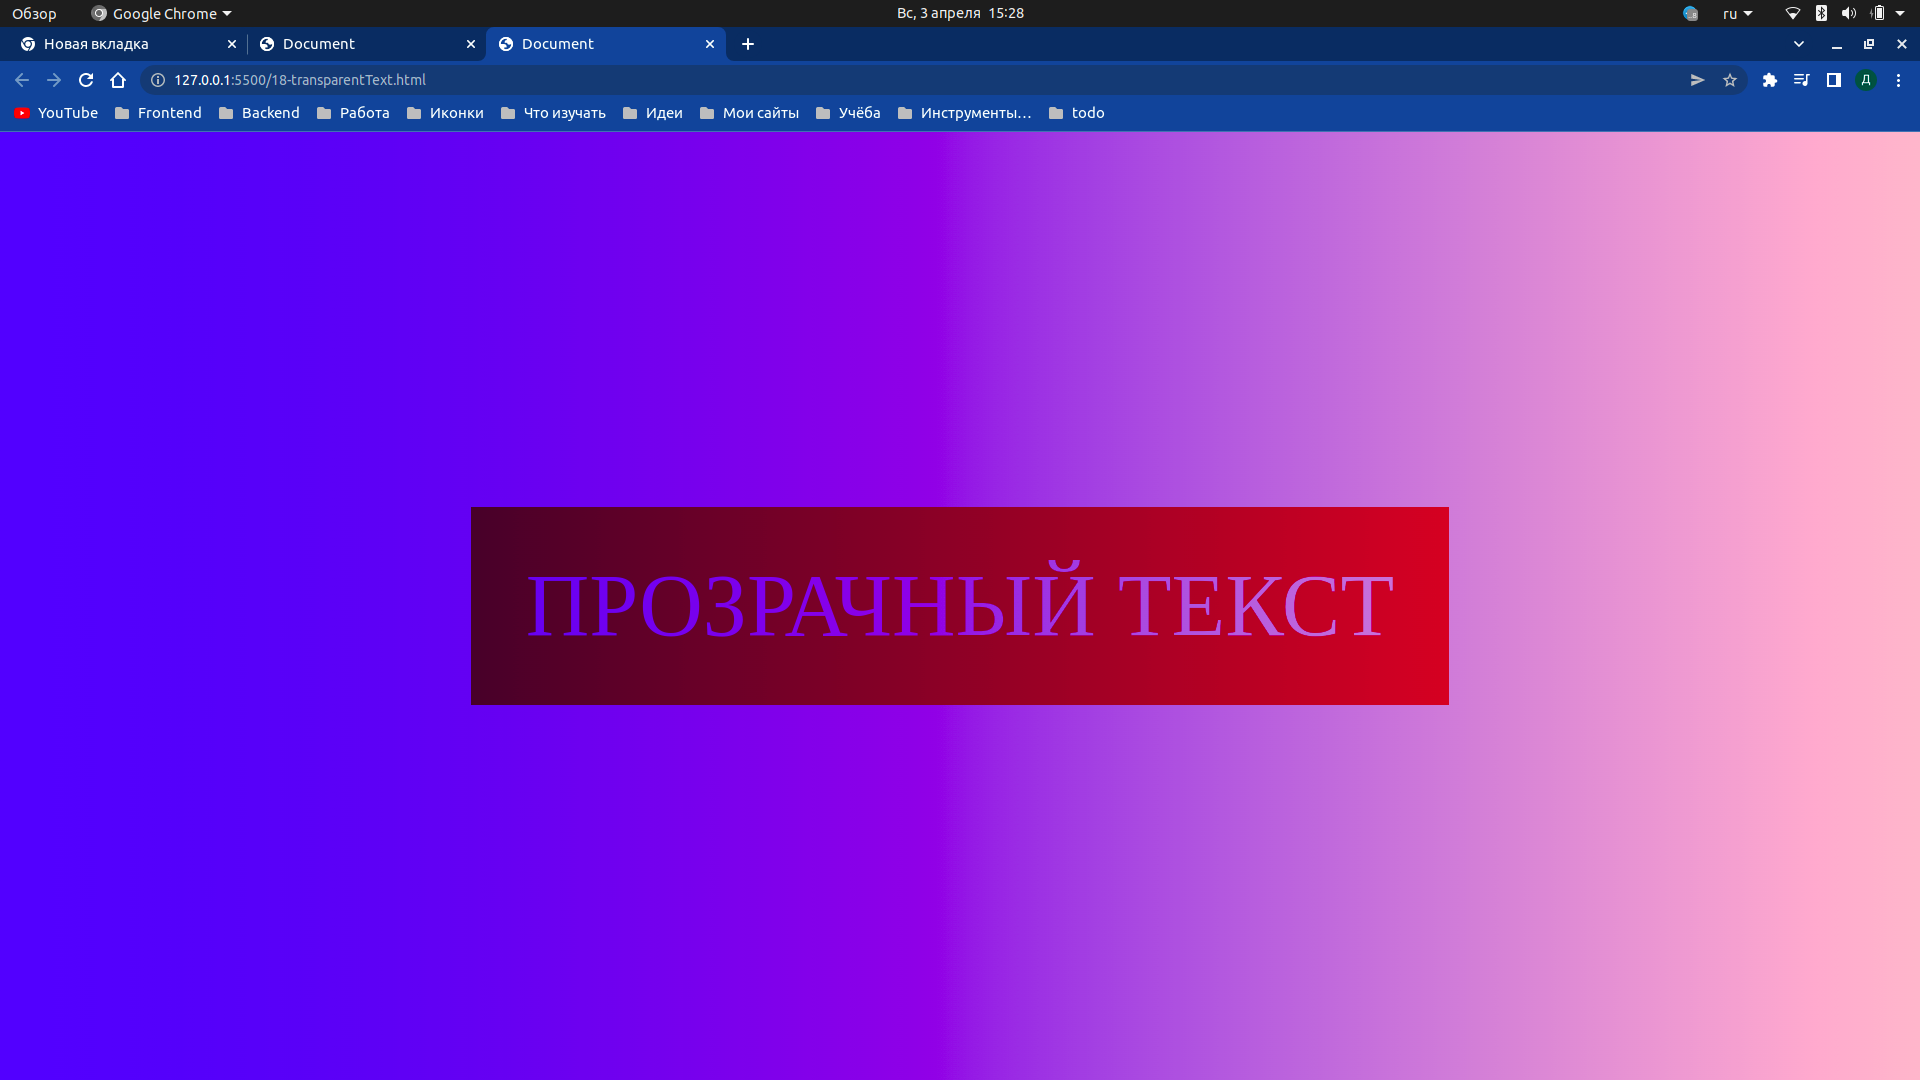 Обзор Google Chrome Вс, 3 апреля 15:28 ru
Новая вкладка Document Document
127.0.0.1:5500/18-transparentText.html Д
YouTube Frontend Backend Работа Иконки Что изучать Идеи Мои сайты Учёба Инструменты... todo
ПРОЗРАЧНЫЙ ТЕКСТ